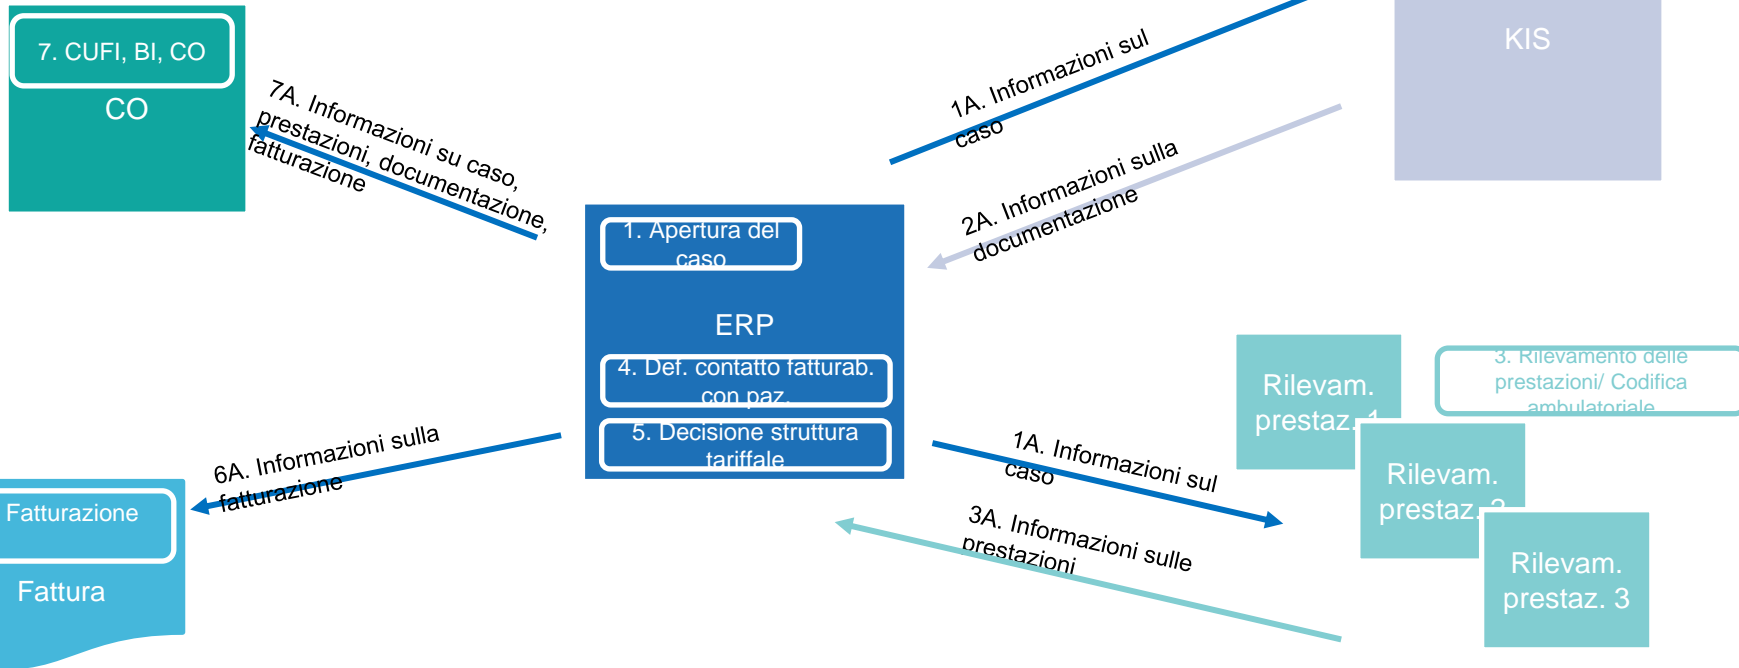 7. CUFI, BI, CO
CO
7A. Informazioni su caso,
prestazioni, documentazione,
fatturazione
1A. Informazioni sul
caso
KIS
2A. Informazioni sulla
documentazione
1. Apertura del
caso
ERP
4. Def. contatto fatturab.
con paz.
5. Decisione struttura
tariffale
6A. Informazioni sulla
fatturazione
Fatturazione
Fattura
1A. Informazioni sul
caso
3A. Informazioni sulle
prestazioni
Rilevam.
prestaz. 1
3. Rilevamento delle
prestazioni/ Codifica
ambulatoriale
Rilevam.
prestaz. 2
Rilevam.
prestaz. 3